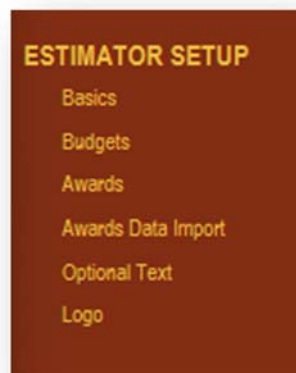 ESTIMATOR SETUP
Basics
Budgets
Awards
Awards Data Import
Optional Text
Logo